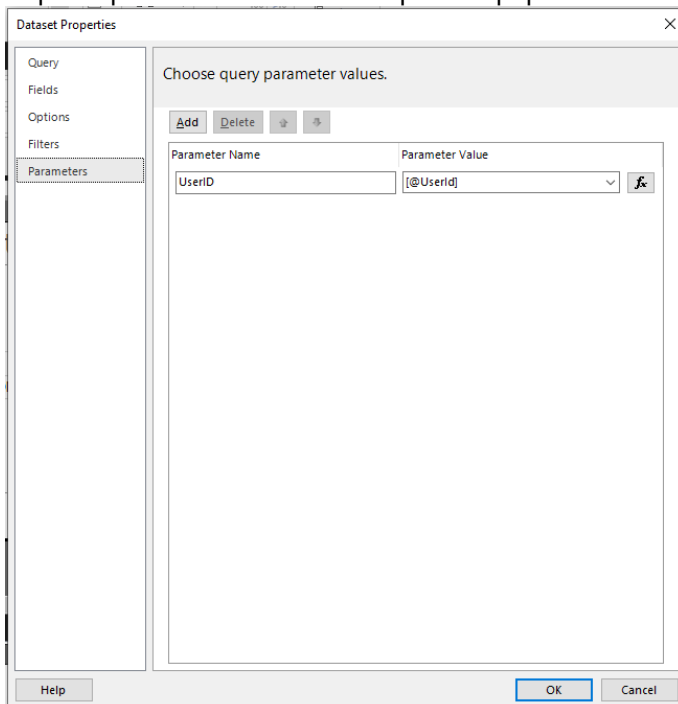 Dataset Properties
Query
Fields
Options
Filters
Parameters
Choose query parameter values.
Add Delete
Parameter Name Parameter Value
UserID [@UserId] fx
Help OK Cancel